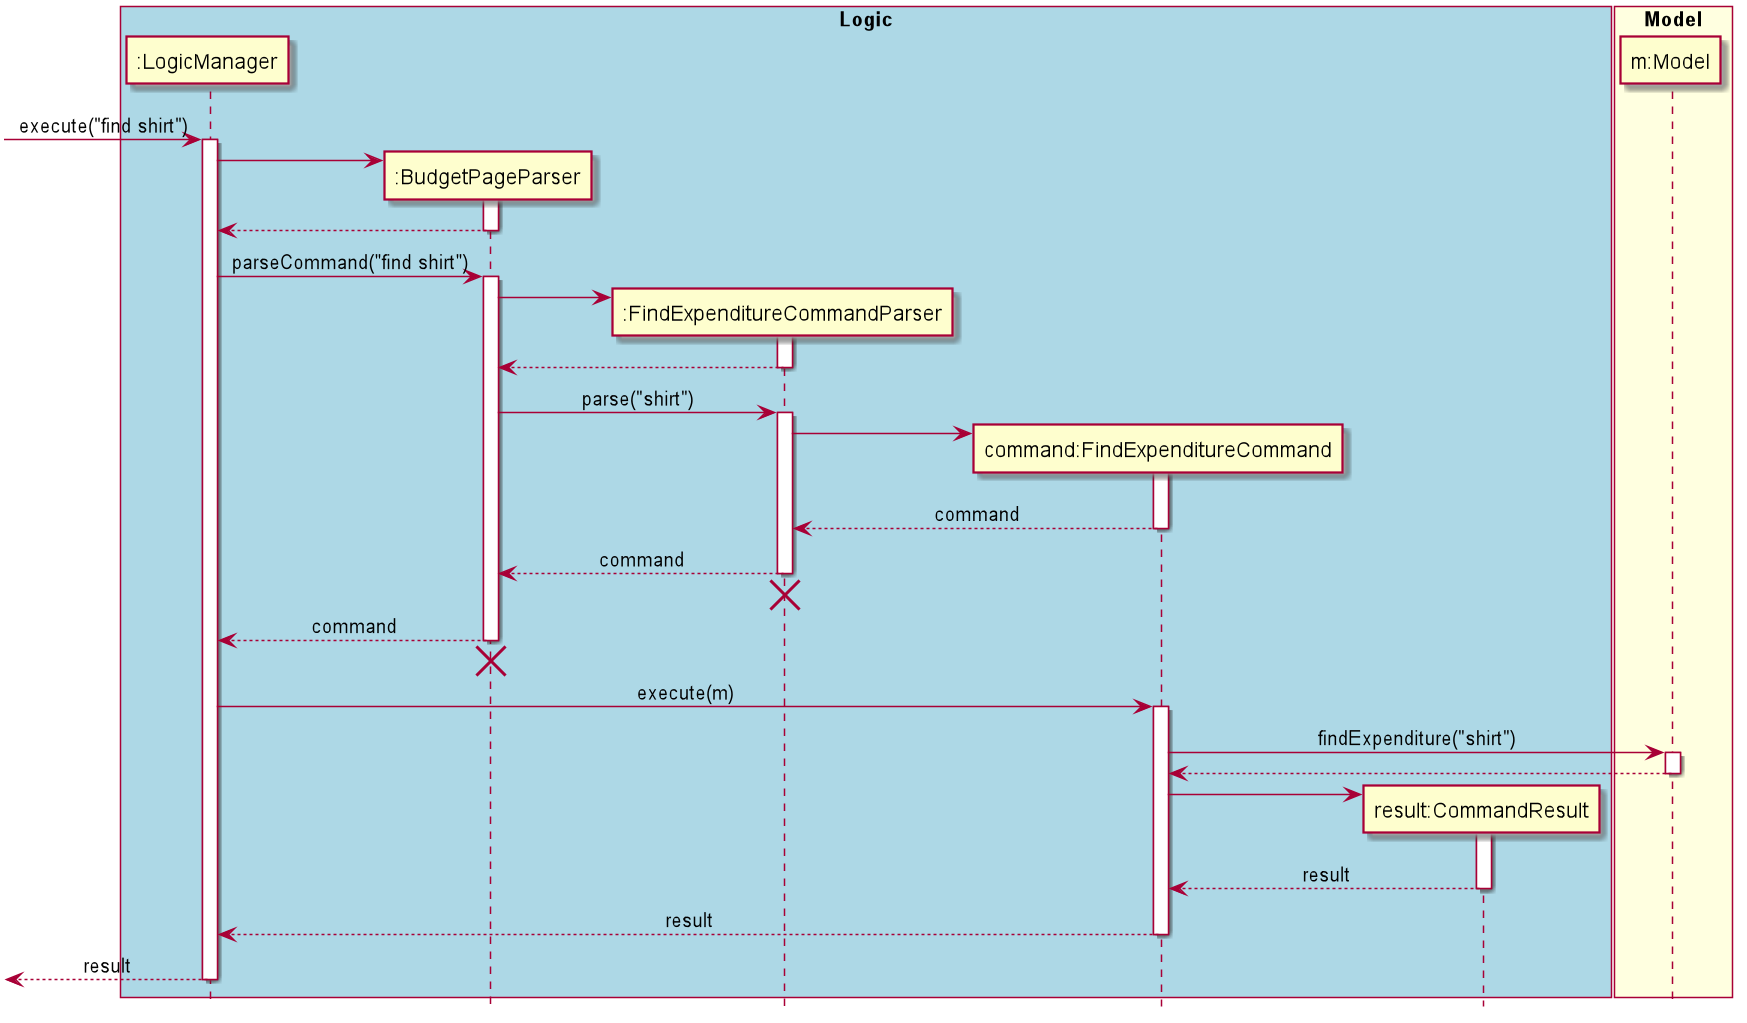 Logic
Model
:LogicManager
m:Model
execute("find shirt")
:BudgetPageParser
parseCommand("find shirt")
:FindExpenditureCommandParser
parse("shirt")
command:FindExpenditureCommand
command
command
command
execute(m)
findExpenditure("shirt")
result:CommandResult
result
result
result